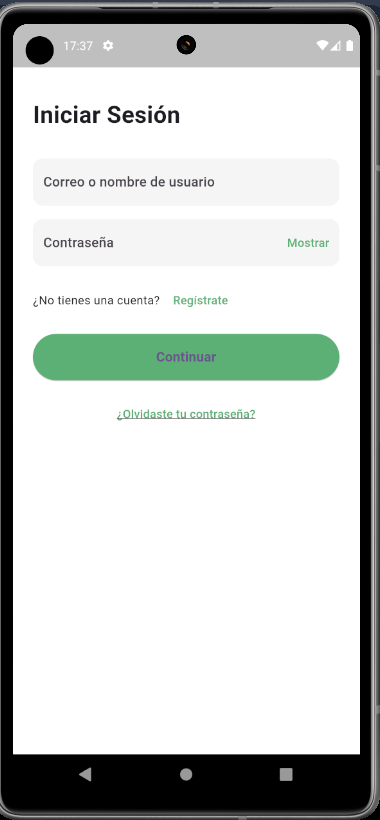 17:37
Iniciar Sesión
Correo o nombre de usuario
Contraseña Mostrar
¿No tienes una cuenta? Regístrate
Continuar
¿Olvidaste tu contraseña?